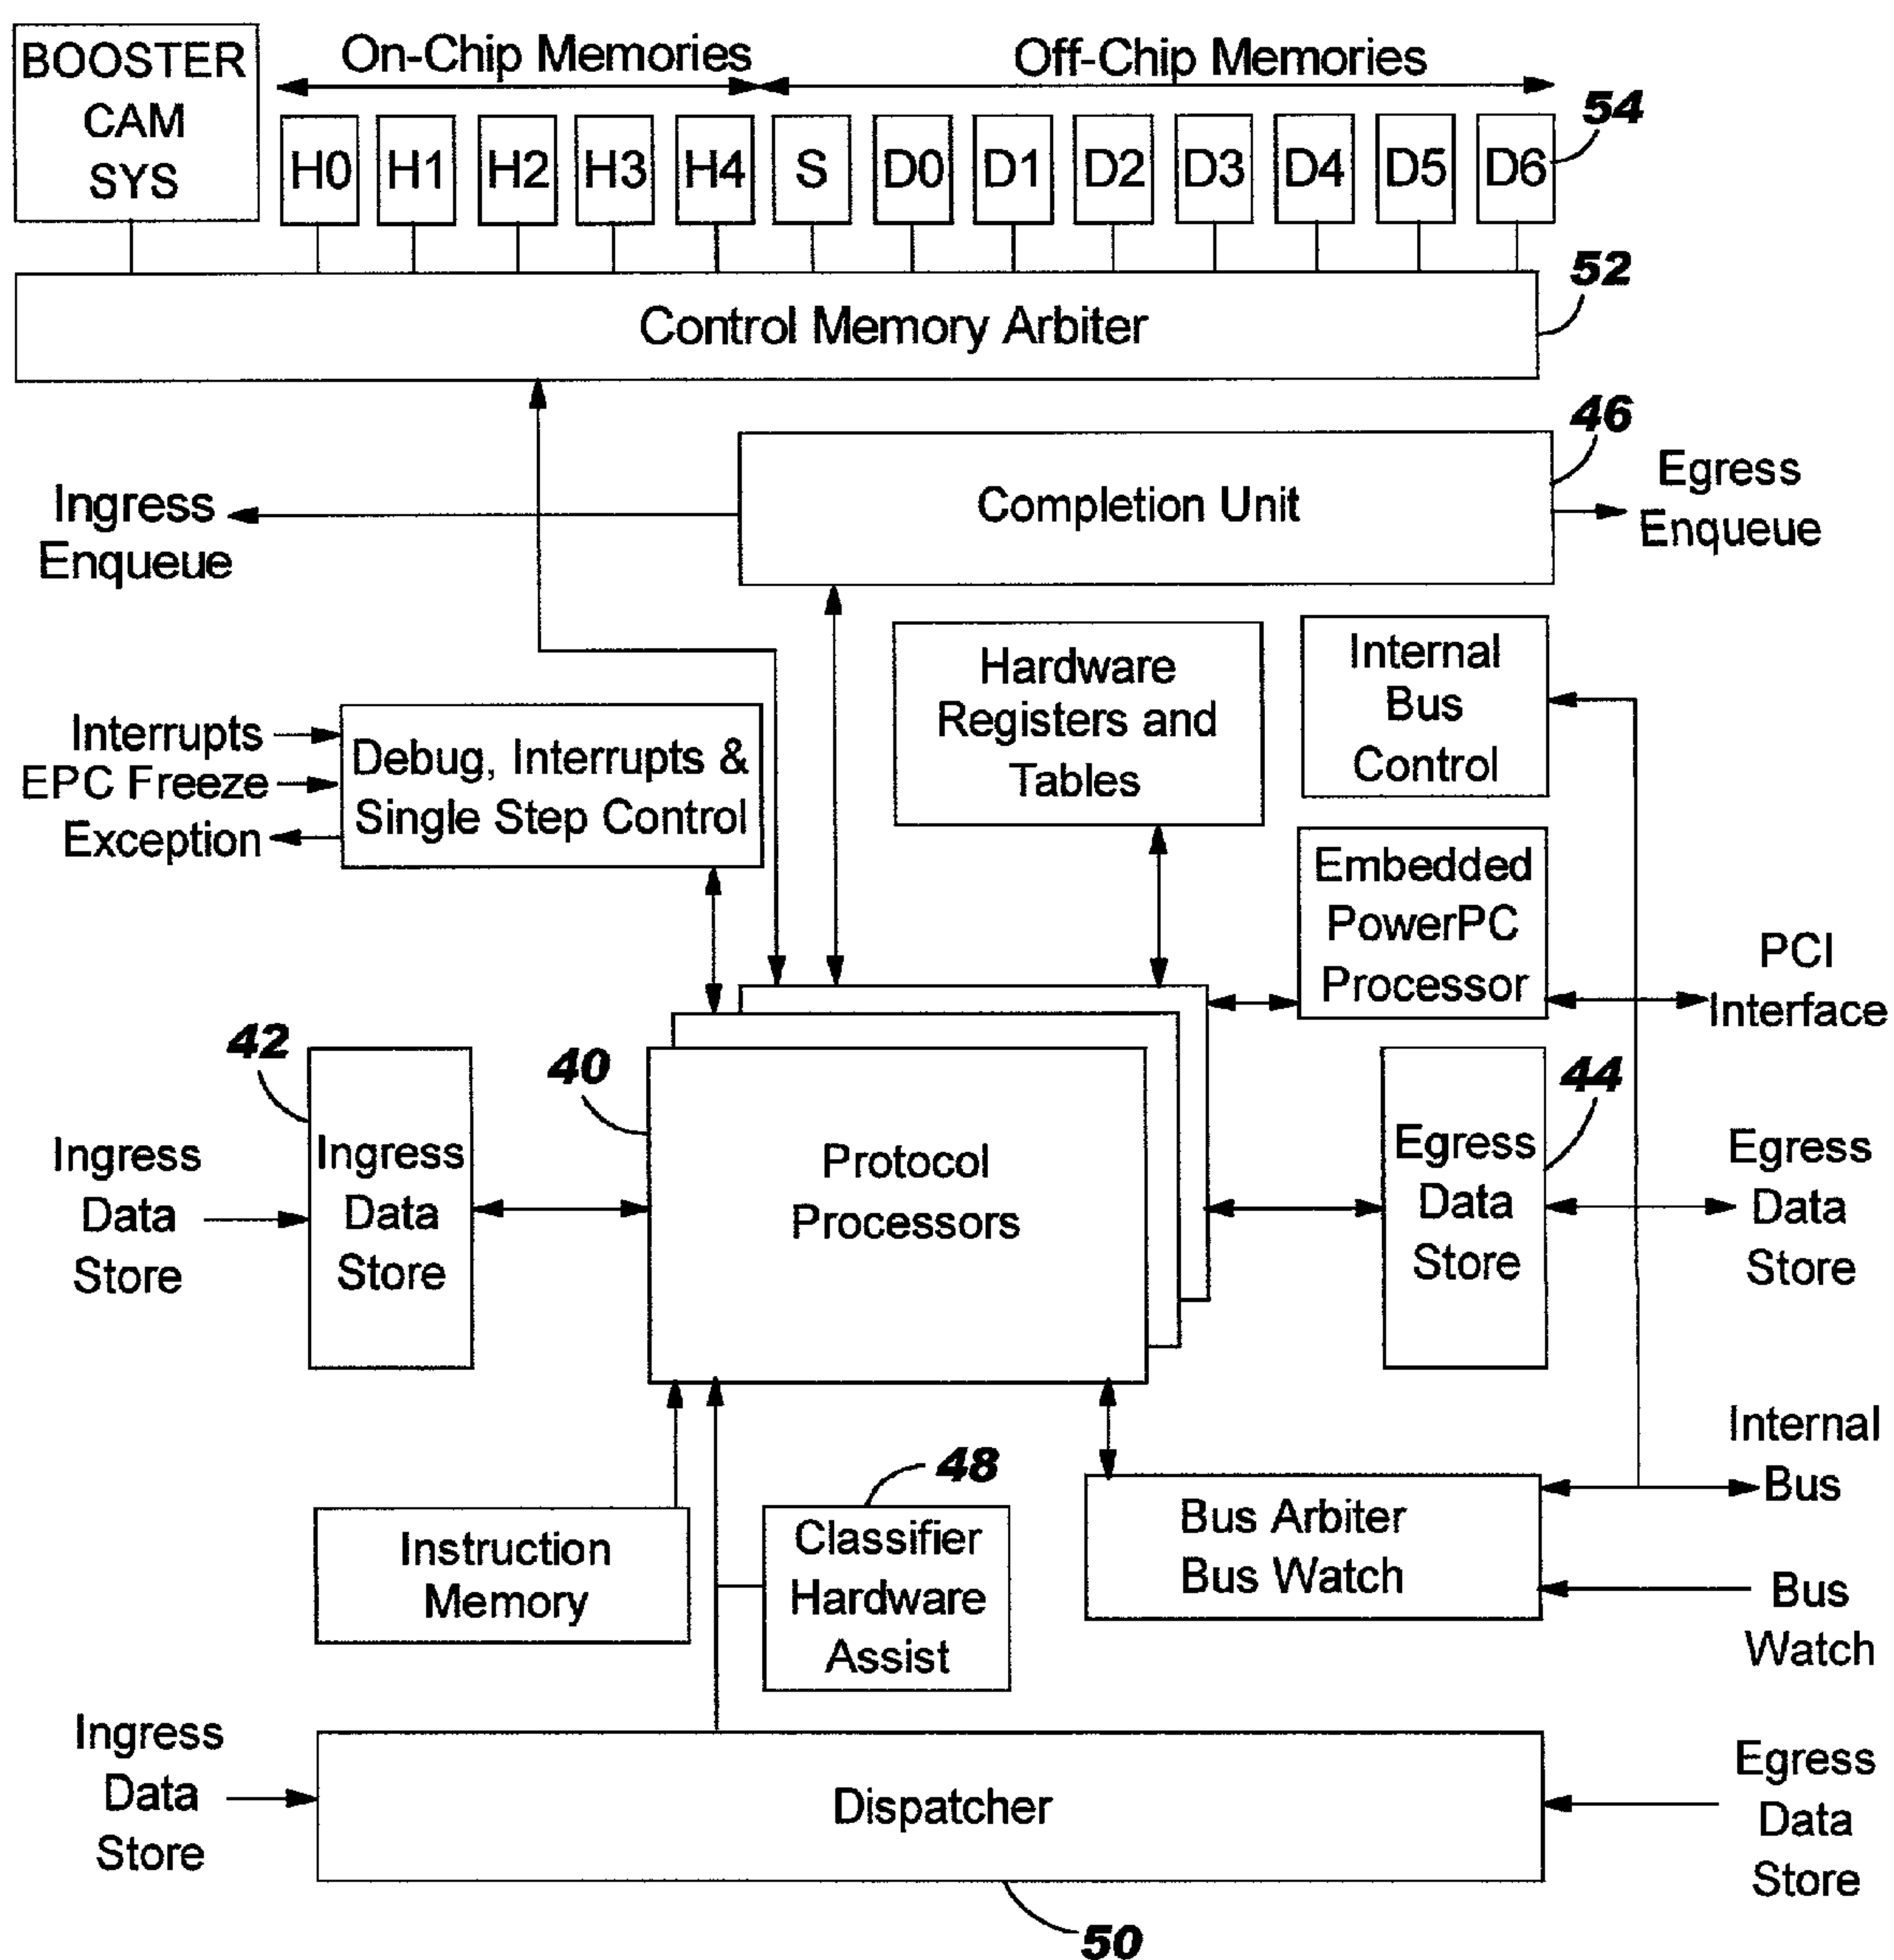 BOOSTER
CAM
SYS
On-Chip Memories
Off-Chip Memories
54
H0 H1 H2 H3 H4 S D0 D1 D2 D3 D4 D5 D6
52
Control Memory Arbiter
46
Ingress
Enqueue
Completion Unit
Egress
Enqueue
Hardware
Registers and
Tables
Internal
Bus
Control
Interrupts
EPC Freeze
Exception
Debug, Interrupts &
Single Step Control
Embedded
PowerPC
Processor
PCI
Interface
42
40
44
Ingress
Data
Store
Ingress
Data
Store
Protocol
Processors
Egress
Data
Store
Egress
Data
Store
Internal
Bus
48
Instruction
Memory
Classifier
Hardware
Assist
Bus Arbiter
Bus Watch
Bus
Watch
Ingress
Data
Store
Dispatcher
Egress
Data
Store
50